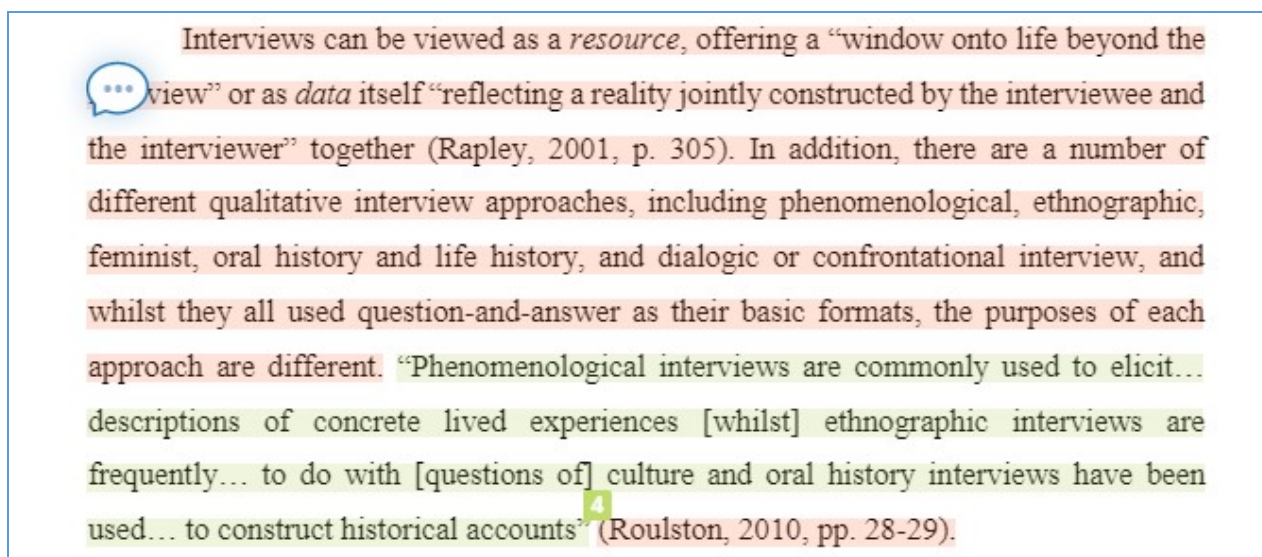 Interviews can be viewed as a resource, offering a “window onto life beyond the
view” or as data itself “reflecting a reality jointly constructed by the interviewee and
the interviewer” together (Rapley, 2001, p. 305). In addition, there are a number of
different qualitative interview approaches, including phenomenological, ethnographic,
feminist, oral history and life history, and dialogic or confrontational interview, and
whilst they all used question-and-answer as their basic formats, the purposes of each
approach are different. “Phenomenological interviews are commonly used to elicit…
descriptions of concrete lived experiences [whilst] ethnographic interviews are
frequently… to do with [questions of] culture and oral history interviews have been
4
used… to construct historical accounts” (Roulston, 2010, pp. 28-29).